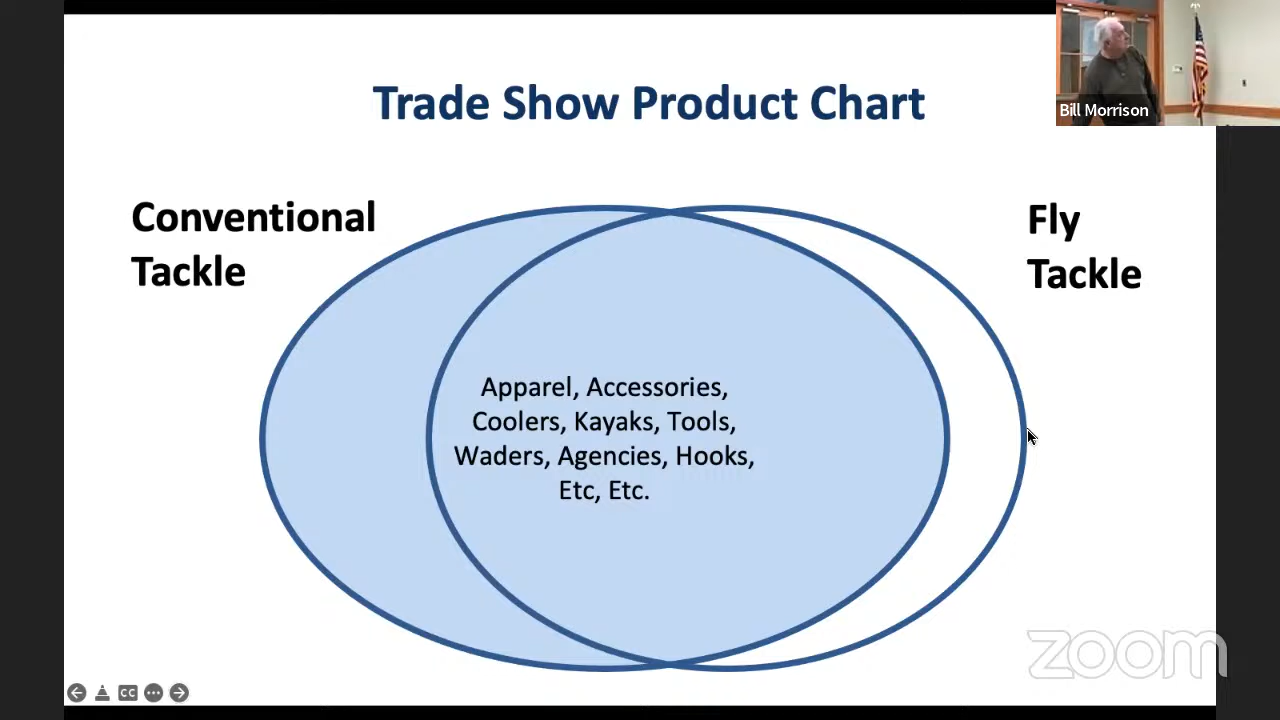 Trade Show Product Chart
Bill Morrison
Conventional
Tackle
Fly
Tackle
Apparel, Accessories,
Coolers, Kayaks, Tools,
Waders, Agencies, Hooks,
Etc, Etc.
zoom
CC